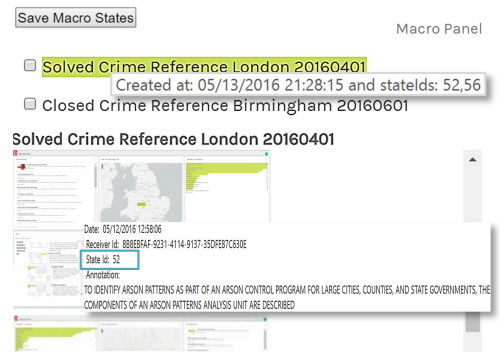 Save Macro States
Macro Panel
Solved Crime Reference London 20160401
Created at: 05/13/2016 21:28:15 and stateIds: 52,56
Closed Crime Reference Birmingham 20160601
Solved Crime Reference London 20160401
Date: 05/12/2016 12:58:06
Receiver Id: 8B8EBFAF-9231-4114-9137-35DFE87C630E
State Id: 52
Annotation:
TO IDENTIFY ARSON PATTERNS AS PART OF AN ARSON CONTROL PROGRAM FOR LARGE CITIES, COUNTIES, AND STATE GOVERNMENTS, THE
COMPONENTS OF AN ARSON PATTERNS ANALYSIS UNIT ARE DESCRIBED